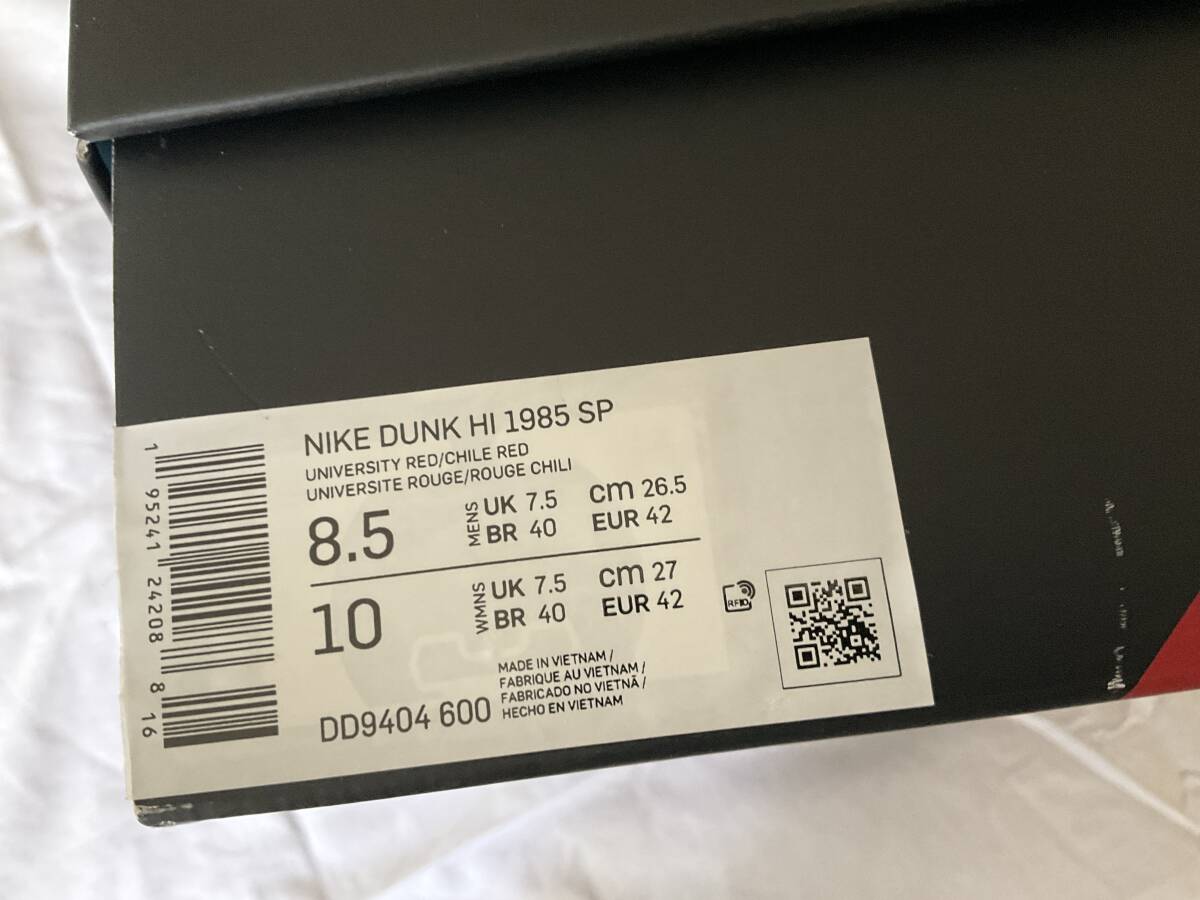 NIKE DUNK HI 1985 SP
UNIVERSITY RED/CHILE RED
UNIVERSITE ROUGE/ROUGE CHILI
8.5 MENS UK 7.5 cm 26.5
BR 40 EUR 42
10 WMNS UK 7.5 cm 27
BR 40 EUR 42
RFID
DD9404 600
MADE IN VIETNAM /
FABRIQUE AU VIETNAM /
FABRICADO NO VIETNÃ /
HECHO EN VIETNAM
1 95241 24208 8 16